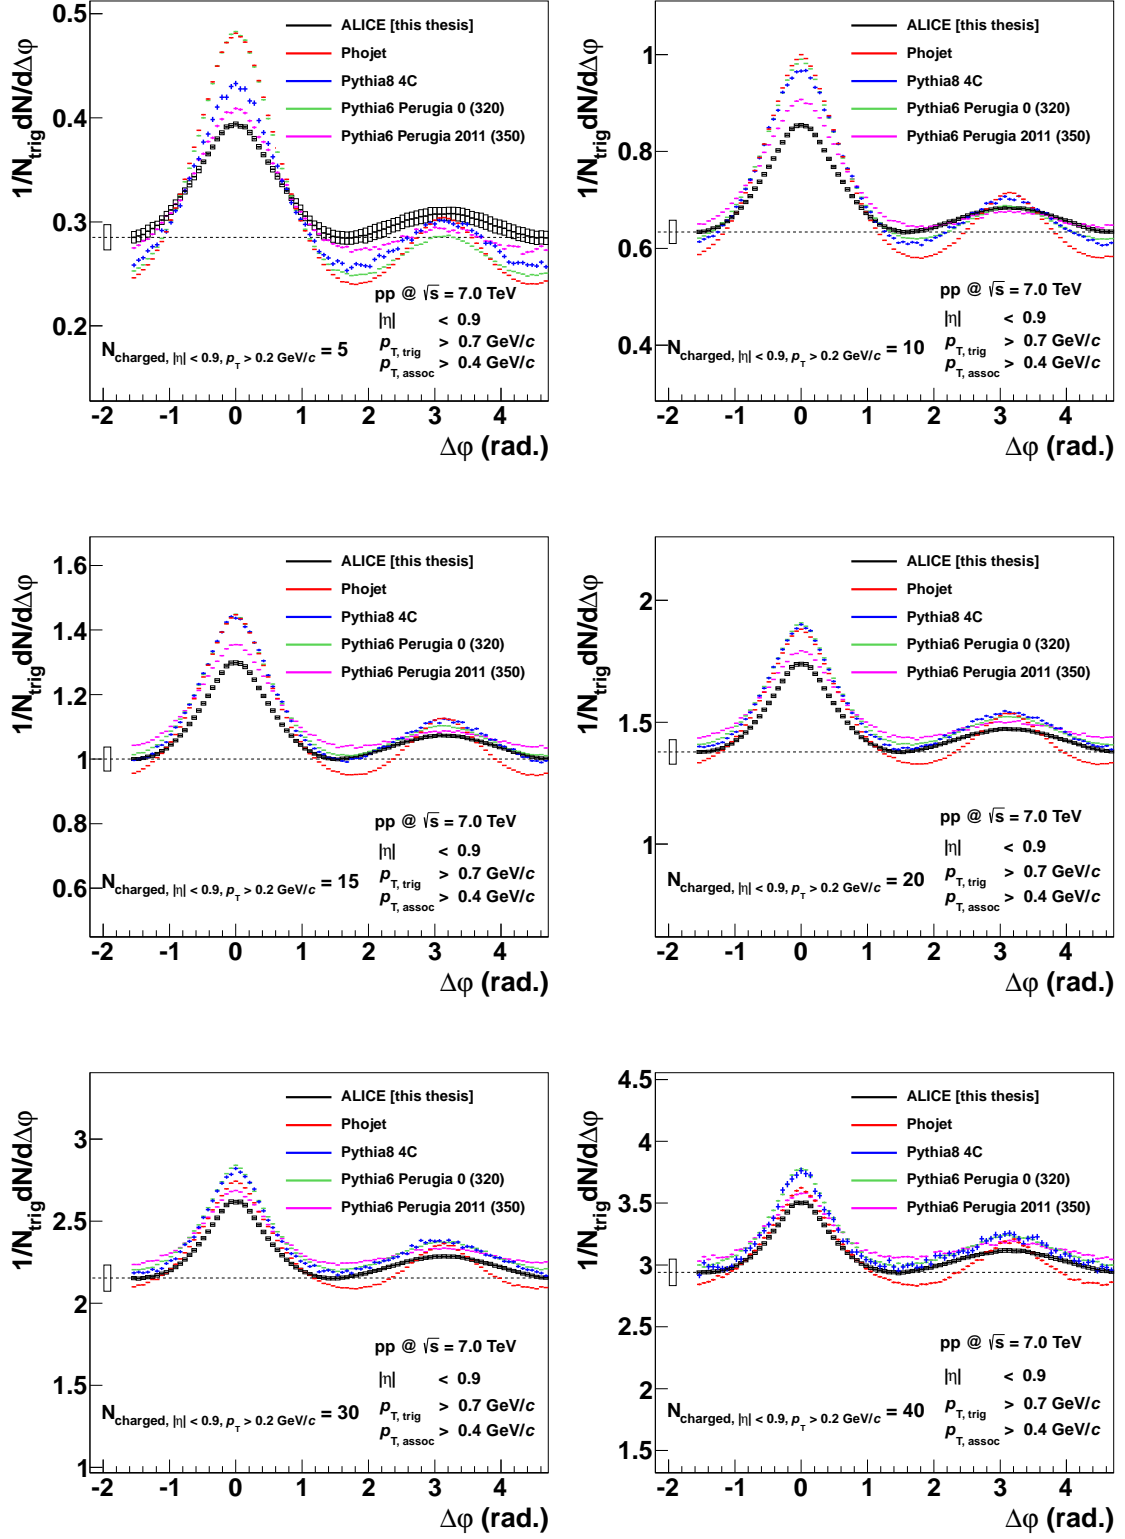 1/N_trig dN/dΔφ
0.5
0.4
0.3
0.2
ALICE [this thesis]
Phojet
Pythia8 4C
Pythia6 Perugia 0 (320)
Pythia6 Perugia 2011 (350)
pp @ √s = 7.0 TeV
|η| < 0.9
p_T, trig > 0.7 GeV/c
p_T, assoc > 0.4 GeV/c
N_charged, |η| < 0.9, p_T > 0.2 GeV/c = 5
-2 -1 0 1 2 3 4
Δφ (rad.)
1/N_trig dN/dΔφ
1
0.8
0.6
0.4
ALICE [this thesis]
Phojet
Pythia8 4C
Pythia6 Perugia 0 (320)
Pythia6 Perugia 2011 (350)
pp @ √s = 7.0 TeV
|η| < 0.9
p_T, trig > 0.7 GeV/c
p_T, assoc > 0.4 GeV/c
N_charged, |η| < 0.9, p_T > 0.2 GeV/c = 10
-2 -1 0 1 2 3 4
Δφ (rad.)
1/N_trig dN/dΔφ
1.6
1.4
1.2
1
0.8
0.6
ALICE [this thesis]
Phojet
Pythia8 4C
Pythia6 Perugia 0 (320)
Pythia6 Perugia 2011 (350)
pp @ √s = 7.0 TeV
|η| < 0.9
p_T, trig > 0.7 GeV/c
p_T, assoc > 0.4 GeV/c
N_charged, |η| < 0.9, p_T > 0.2 GeV/c = 15
-2 -1 0 1 2 3 4
Δφ (rad.)
1/N_trig dN/dΔφ
2
1.5
1
ALICE [this thesis]
Phojet
Pythia8 4C
Pythia6 Perugia 0 (320)
Pythia6 Perugia 2011 (350)
pp @ √s = 7.0 TeV
|η| < 0.9
p_T, trig > 0.7 GeV/c
p_T, assoc > 0.4 GeV/c
N_charged, |η| < 0.9, p_T > 0.2 GeV/c = 20
-2 -1 0 1 2 3 4
Δφ (rad.)
1/N_trig dN/dΔφ
3
2.5
2
1.5
1
ALICE [this thesis]
Phojet
Pythia8 4C
Pythia6 Perugia 0 (320)
Pythia6 Perugia 2011 (350)
pp @ √s = 7.0 TeV
|η| < 0.9
p_T, trig > 0.7 GeV/c
p_T, assoc > 0.4 GeV/c
N_charged, |η| < 0.9, p_T > 0.2 GeV/c = 30
-2 -1 0 1 2 3 4
Δφ (rad.)
1/N_trig dN/dΔφ
4.5
4
3.5
3
2.5
2
1.5
ALICE [this thesis]
Phojet
Pythia8 4C
Pythia6 Perugia 0 (320)
Pythia6 Perugia 2011 (350)
pp @ √s = 7.0 TeV
|η| < 0.9
p_T, trig > 0.7 GeV/c
p_T, assoc > 0.4 GeV/c
N_charged, |η| < 0.9, p_T > 0.2 GeV/c = 40
-2 -1 0 1 2 3 4
Δφ (rad.)